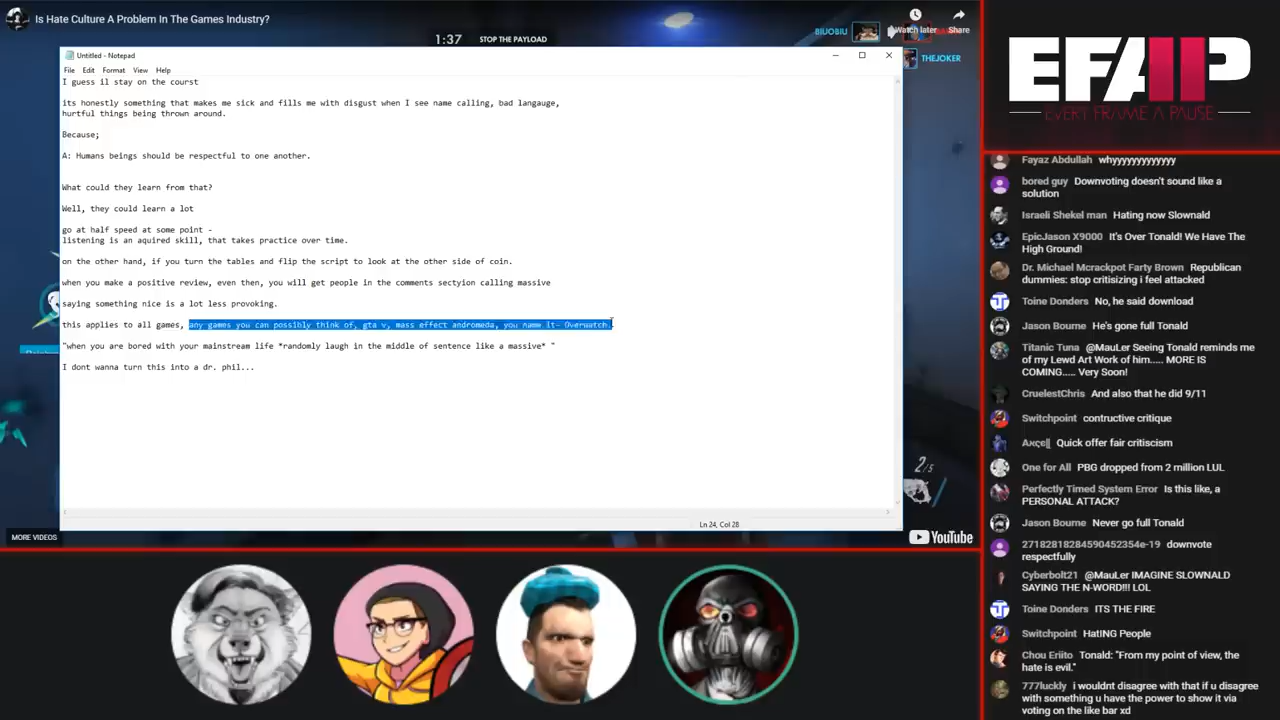 Is Hate Culture A Problem In The Games Industry?
1:37 STOP THE PAYLOAD
BIUOBIU
Watch later
Share
THEJOKER
Untitled - Notepad
File Edit Format View Help
I guess il stay on the courst
its honestly something that makes me sick and fills me with disgust when I see name calling, bad langauge,
hurtful things being thrown around.
Because;
A: Humans beings should be respectful to one another.
What could they learn from that?
Well, they could learn a lot
go at half speed at some point -
listening is an aquired skill, that takes practice over time.
on the other hand, if you turn the tables and flip the script to look at the other side of coin.
when you make a positive review, even then, you will get people in the comments sectyion calling massive
saying something nice is a lot less provoking.
this applies to all games, any games you can possibly think of, gta v, mass effect andromeda, you name it- Overwatch.
"when you are bored with your mainstream life *randomly laugh in the middle of sentence like a massive* "
I dont wanna turn this into a dr. phil...
Ln 24, Col 28
2/5
MORE VIDEOS
YouTube
EFAP
EVERY FRAME A PAUSE
Fayaz Abdullah whyyyyyyyyyyyy
bored guy Downvoting doesn't sound like a
solution
Israeli Shekel man Hating now Slownald
EpicJason X9000 It's Over Tonald! We Have The
High Ground!
Dr. Michael Mcrackpot Farty Brown Republican
dummies: stop critisizing i feel attacked
Toine Donders No, he said download
Jason Bourne He's gone full Tonald
Titanic Tuna @MauLer Seeing Tonald reminds me
of my Lewd Art Work of him..... MORE IS
COMING..... Very Soon!
CruelestChris And also that he did 9/11
Switchpoint contructive critique
Quick offer fair critiscism
One for All PBG dropped from 2 million LUL
Perfectly Timed System Error Is this like, a
PERSONAL ATTACK?
Jason Bourne Never go full Tonald
27182818284590452354e-19 downvote
respectfully
Cyberbolt21 @MauLer IMAGINE SLOWNALD
SAYING THE N-WORD!!! LOL
Toine Donders ITS THE FIRE
Switchpoint HatING People
Chou Eriito Tonald: "From my point of view, the
hate is evil."
777luckly i wouldnt disagree with that if u disagree
with something u have the power to show it via
voting on the like bar xd